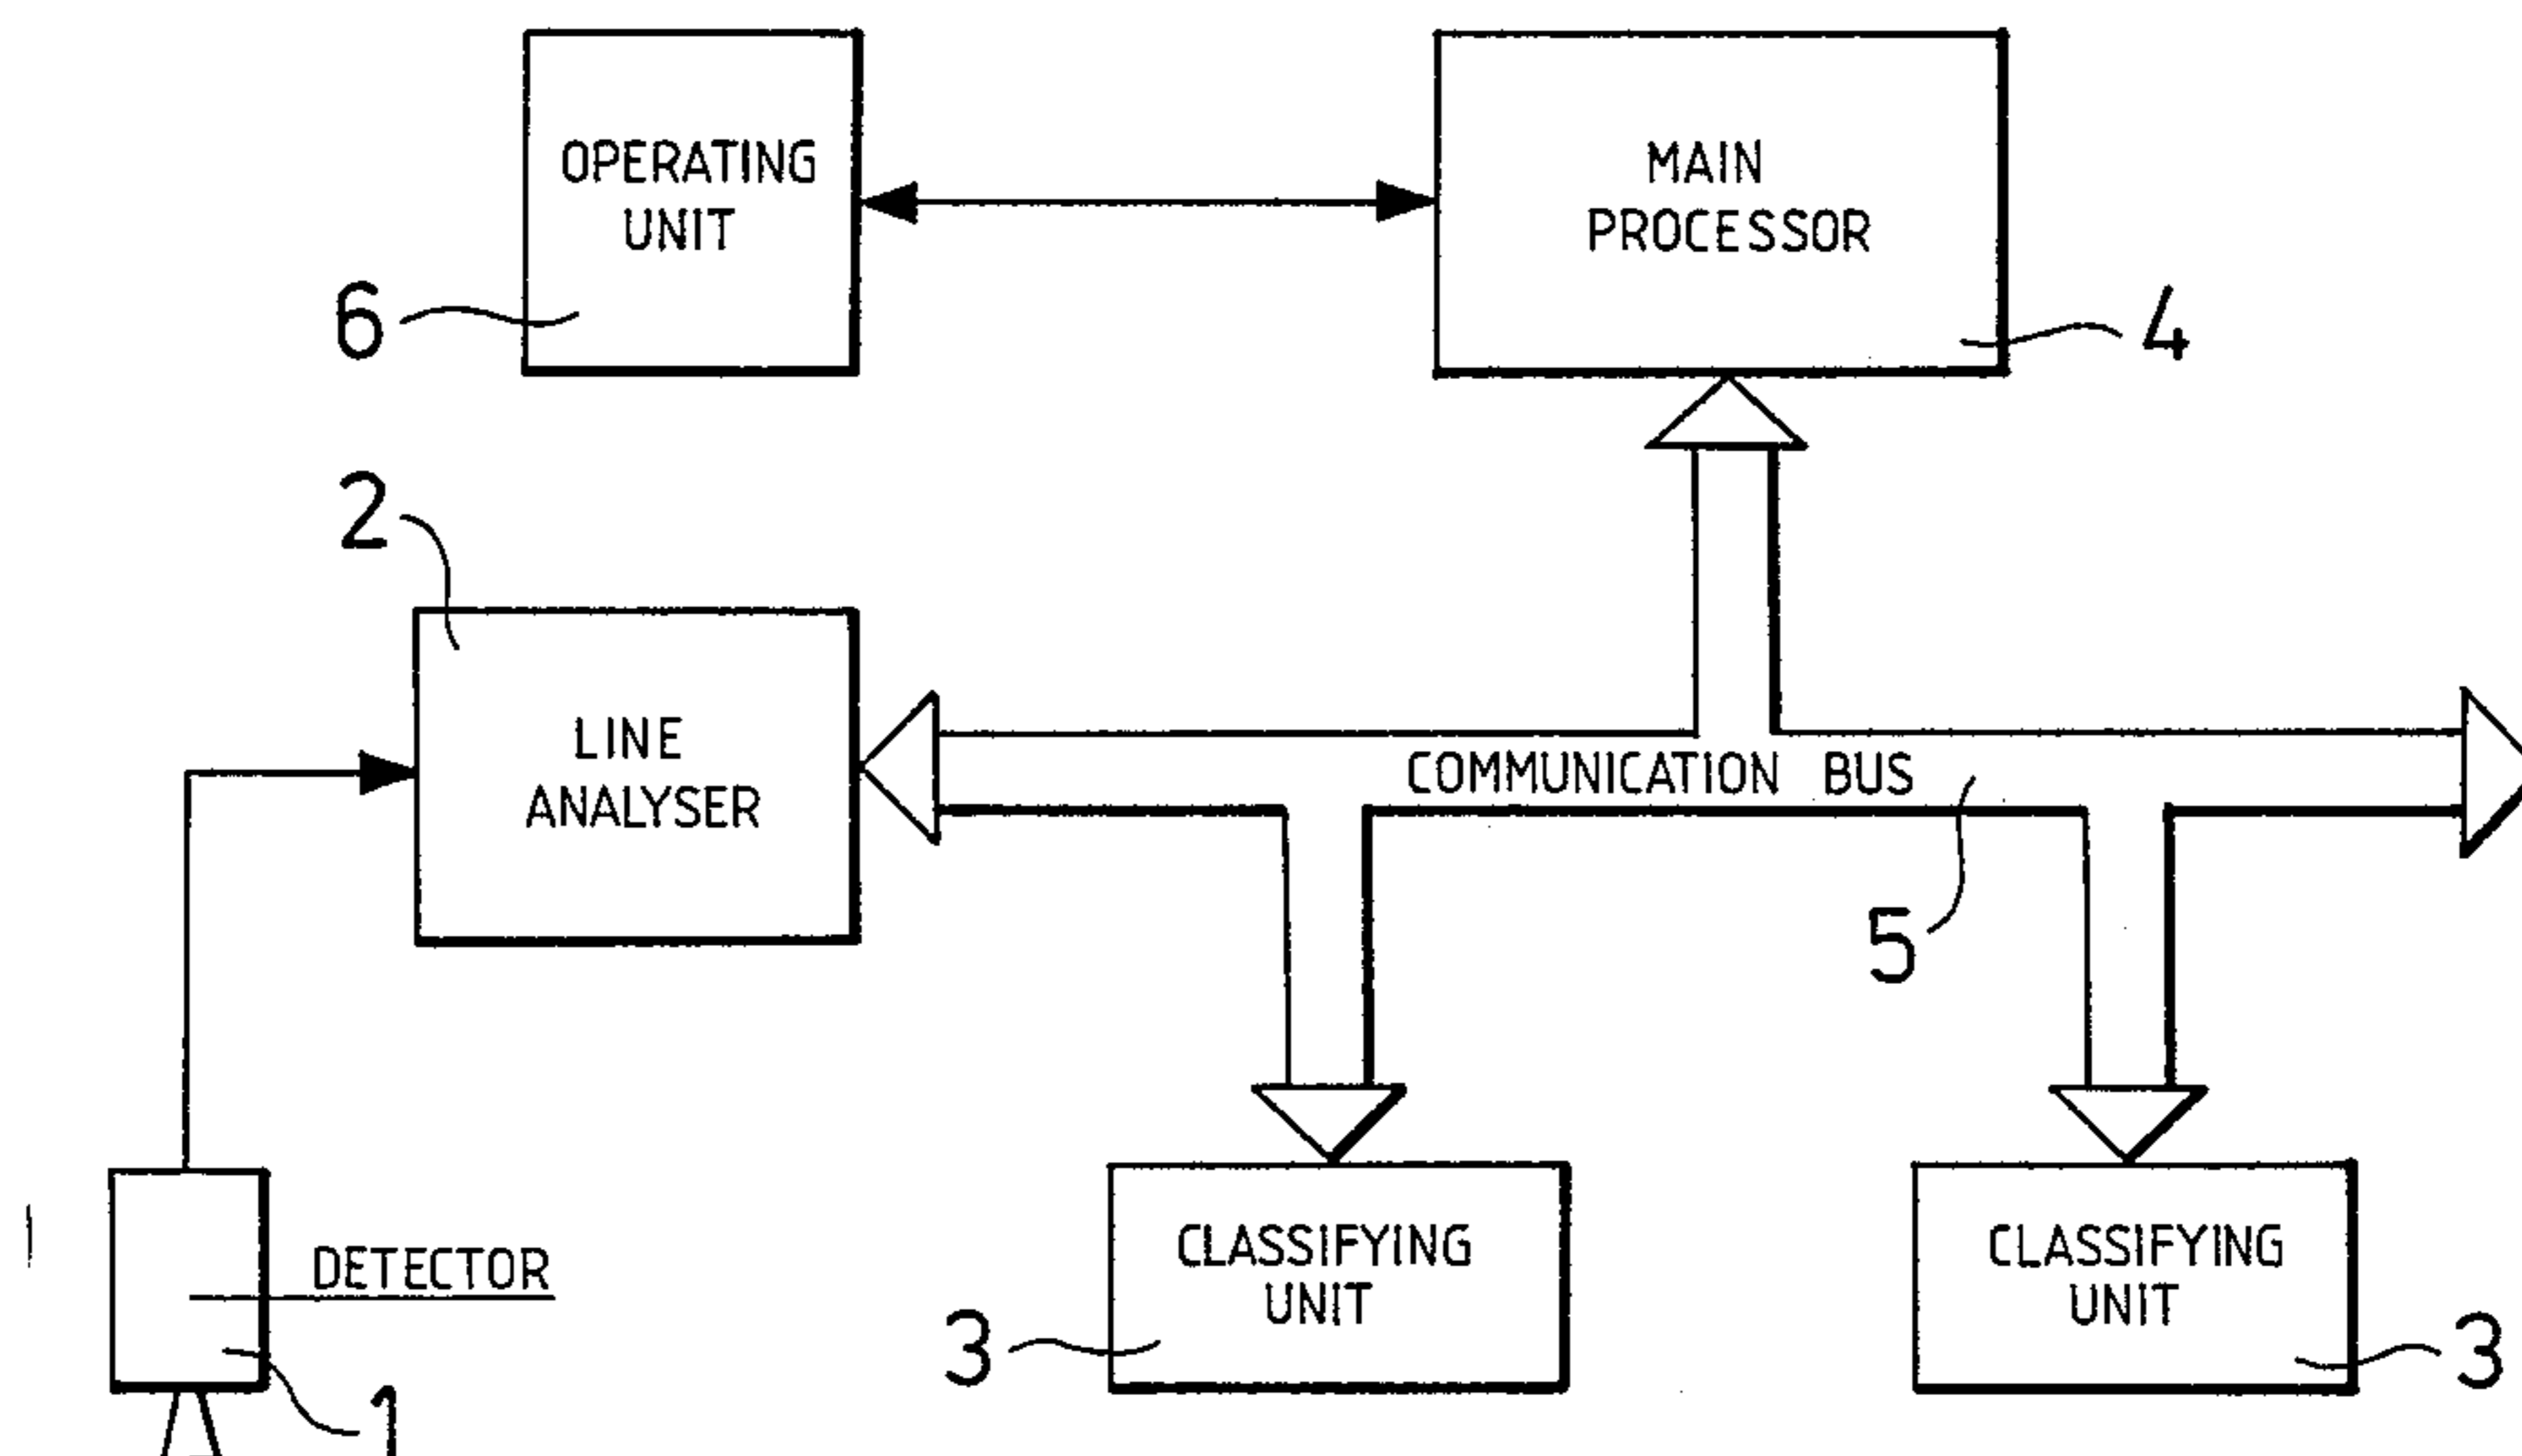 OPERATING
UNIT
6
MAIN
PROCESSOR
4
2
LINE
ANALYSER
COMMUNICATION BUS
5
DETECTOR
1
CLASSIFYING
UNIT
3
CLASSIFYING
UNIT
3